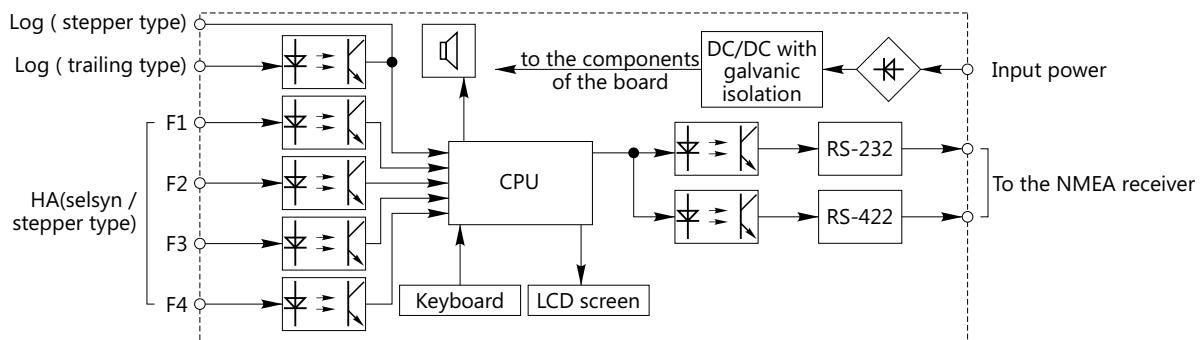 Log ( stepper type)
Log ( trailing type)
F1
F2
HA(selsyn /
stepper type)
F3
F4
CPU
Keyboard
LCD screen
to the components
of the board
DC/DC with
galvanic
isolation
Input power
RS-232
RS-422
To the NMEA receiver